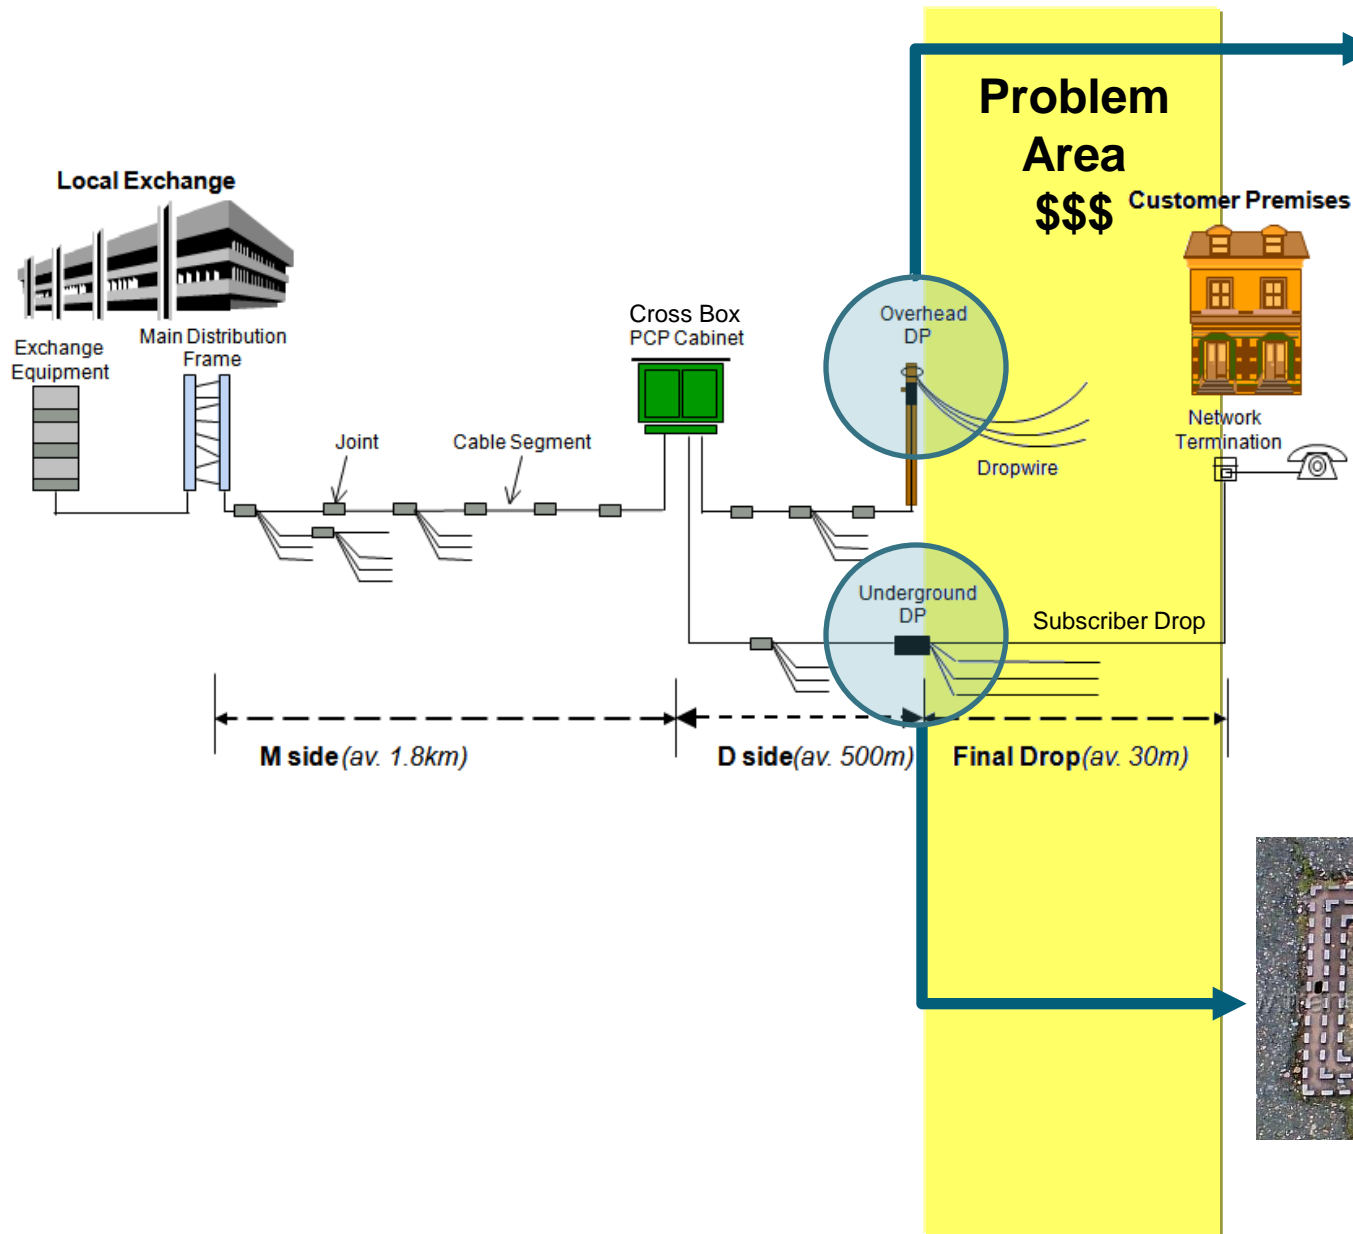 Problem
Area
$$$
Local Exchange
Customer Premises
Exchange
Equipment
Main Distribution
Frame
Cross Box
PCP Cabinet
Overhead
DP
Joint
Cable Segment
Dropwire
Network
Termination
Underground
DP
Subscriber Drop
M side (av. 1.8km)
D side(av. 500m)
Final Drop(av. 30m)